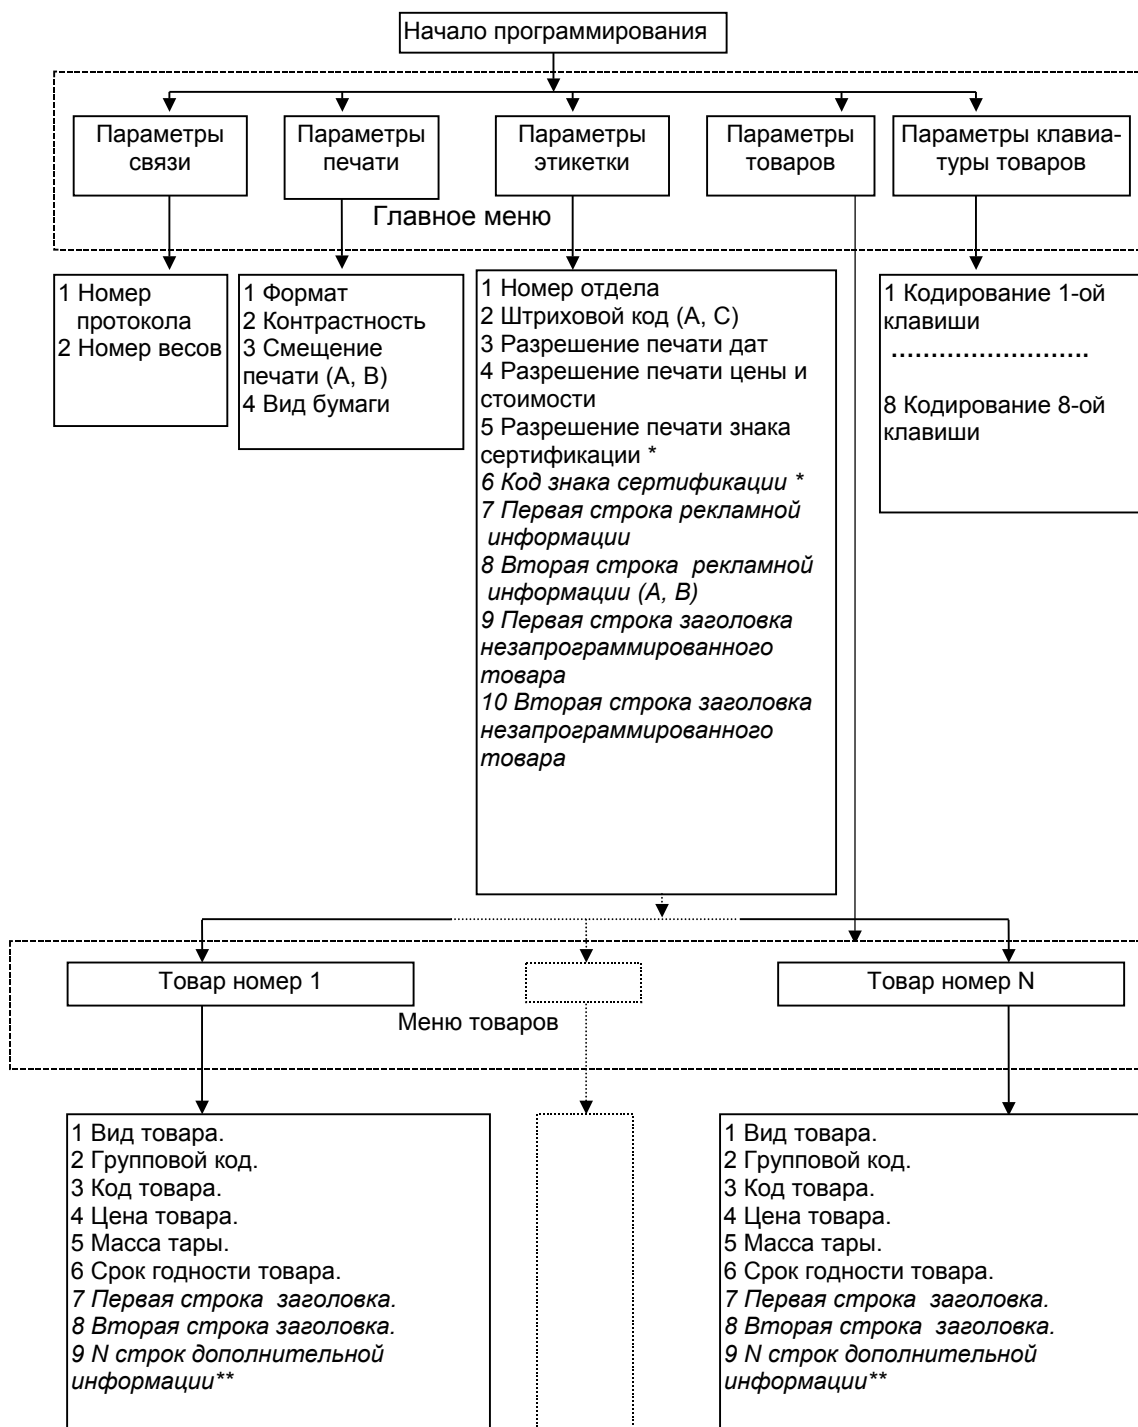 Начало программирования
Параметры
связи
Параметры
печати
Параметры
этикетки
Параметры
товаров
Параметры клавиа-
туры товаров
Главное меню
1 Номер
протокола
2 Номер весов
1 Формат
2 Контрастность
3 Смещение
печати (А, В)
4 Вид бумаги
1 Номер отдела
2 Штриховой код (А, С)
3 Разрешение печати дат
4 Разрешение печати цены и
стоимости
5 Разрешение печати знака
сертификации *
6 Код знака сертификации *
7 Первая строка рекламной
информации
8 Вторая строка рекламной
информации (А, В)
9 Первая строка заголовка
незапрограммированного
товара
10 Вторая строка заголовка
незапрограммированного
товара
1 Кодирование 1-ой
клавиши
.........................
8 Кодирование 8-ой
клавиши
Товар номер 1
Товар номер N
Меню товаров
1 Вид товара.
2 Групповой код.
3 Код товара.
4 Цена товара.
5 Масса тары.
6 Срок годности товара.
7 Первая строка заголовка.
8 Вторая строка заголовка.
9 N строк дополнительной
информации**
1 Вид товара.
2 Групповой код.
3 Код товара.
4 Цена товара.
5 Масса тары.
6 Срок годности товара.
7 Первая строка заголовка.
8 Вторая строка заголовка.
9 N строк дополнительной
информации**